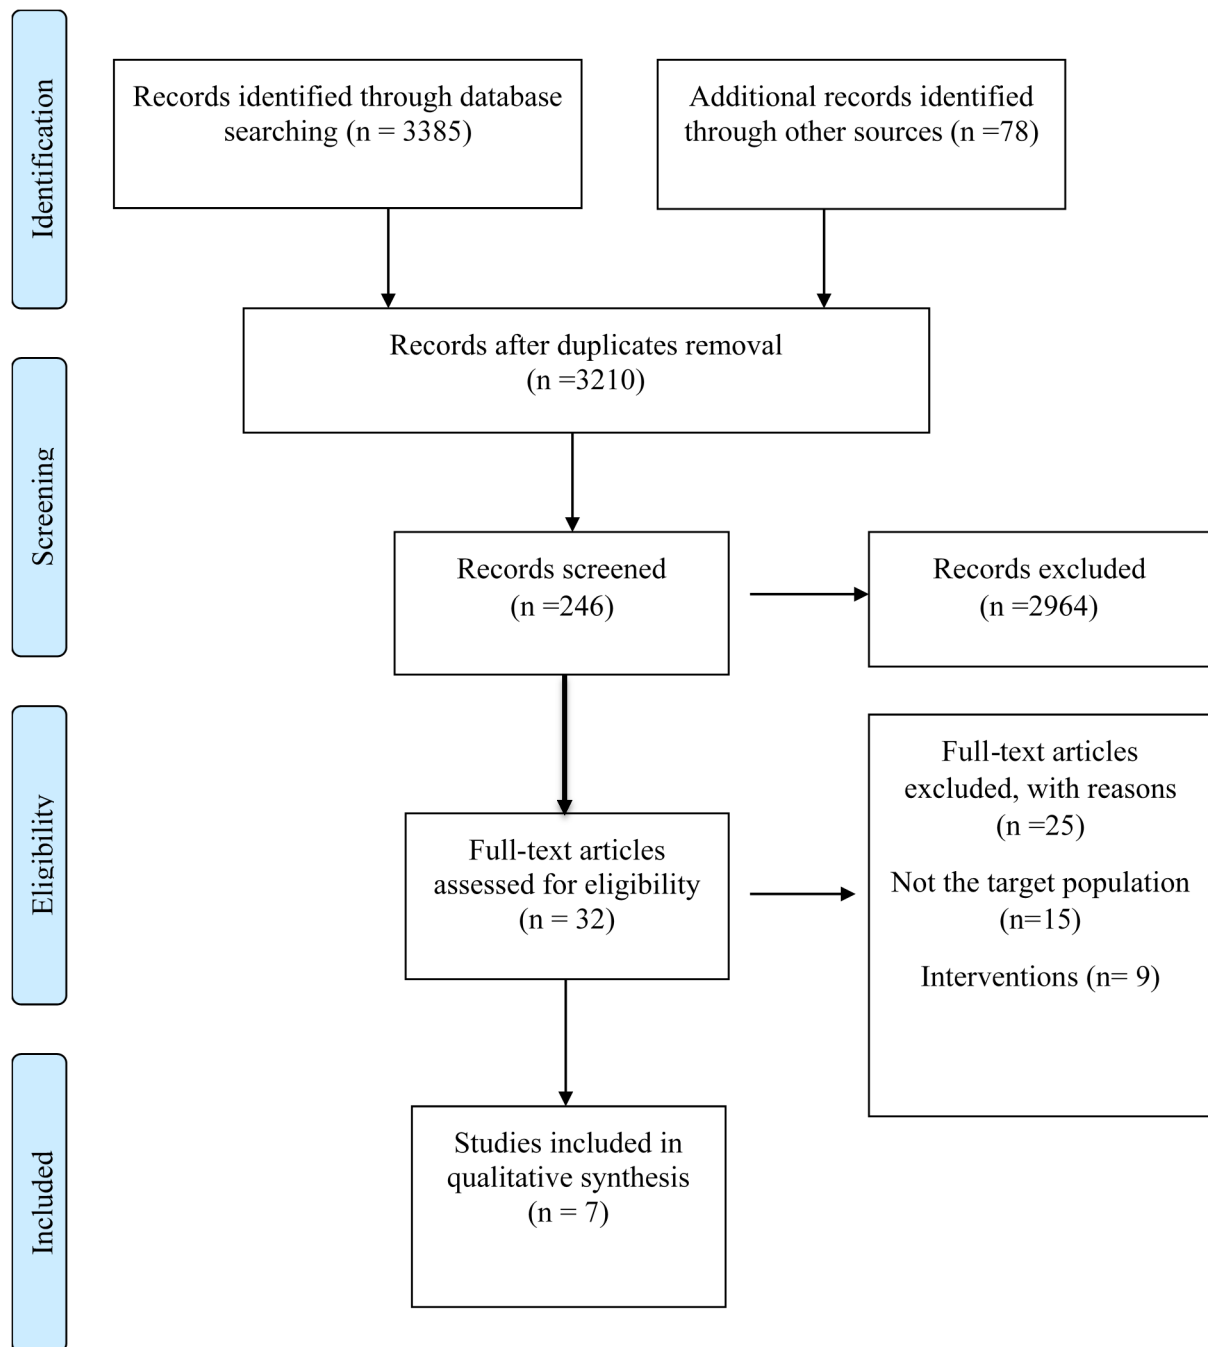 Identification
Records identified through database
searching (n = 3385)
Additional records identified
through other sources (n =78)
Records after duplicates removal
(n =3210)
Screening
Records screened
(n =246)
Records excluded
(n =2964)
Eligibility
Full-text articles
assessed for eligibility
(n = 32)
Full-text articles
excluded, with reasons
(n =25)
Not the target population
(n=15)
Interventions (n= 9)
Included
Studies included in
qualitative synthesis
(n = 7)